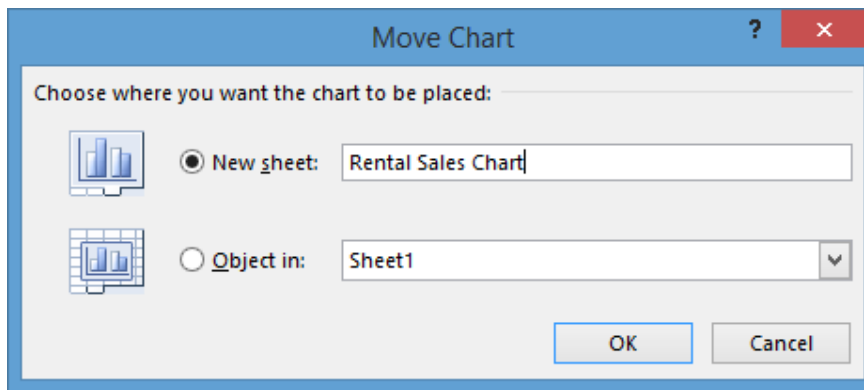 Move Chart ? ×
Choose where you want the chart to be placed:
New sheet: Rental Sales Chart
Object in: Sheet1
OK Cancel